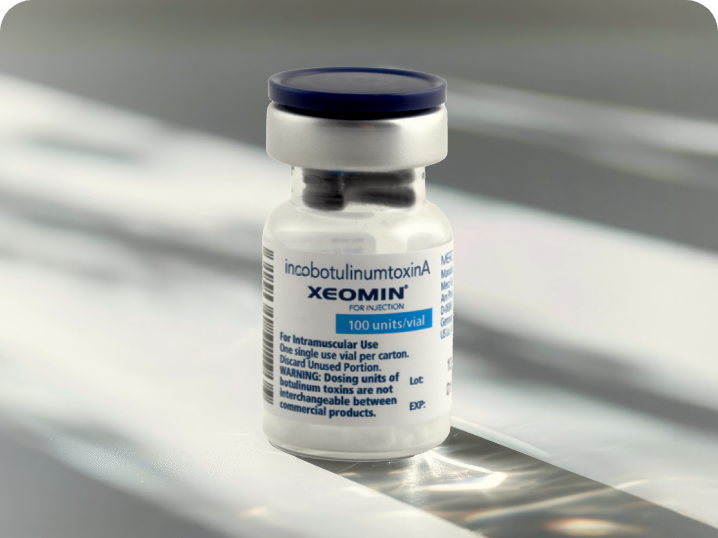 incobotulinumtoxinA
XEOMIN®
FOR INJECTION
100 units/vial
For Intramuscular Use
One single use vial per carton.
Discard Unused Portion.
WARNING: Dosing units of
botulinum toxins are not
interchangeable between
commercial products.
Lot:
EXP: